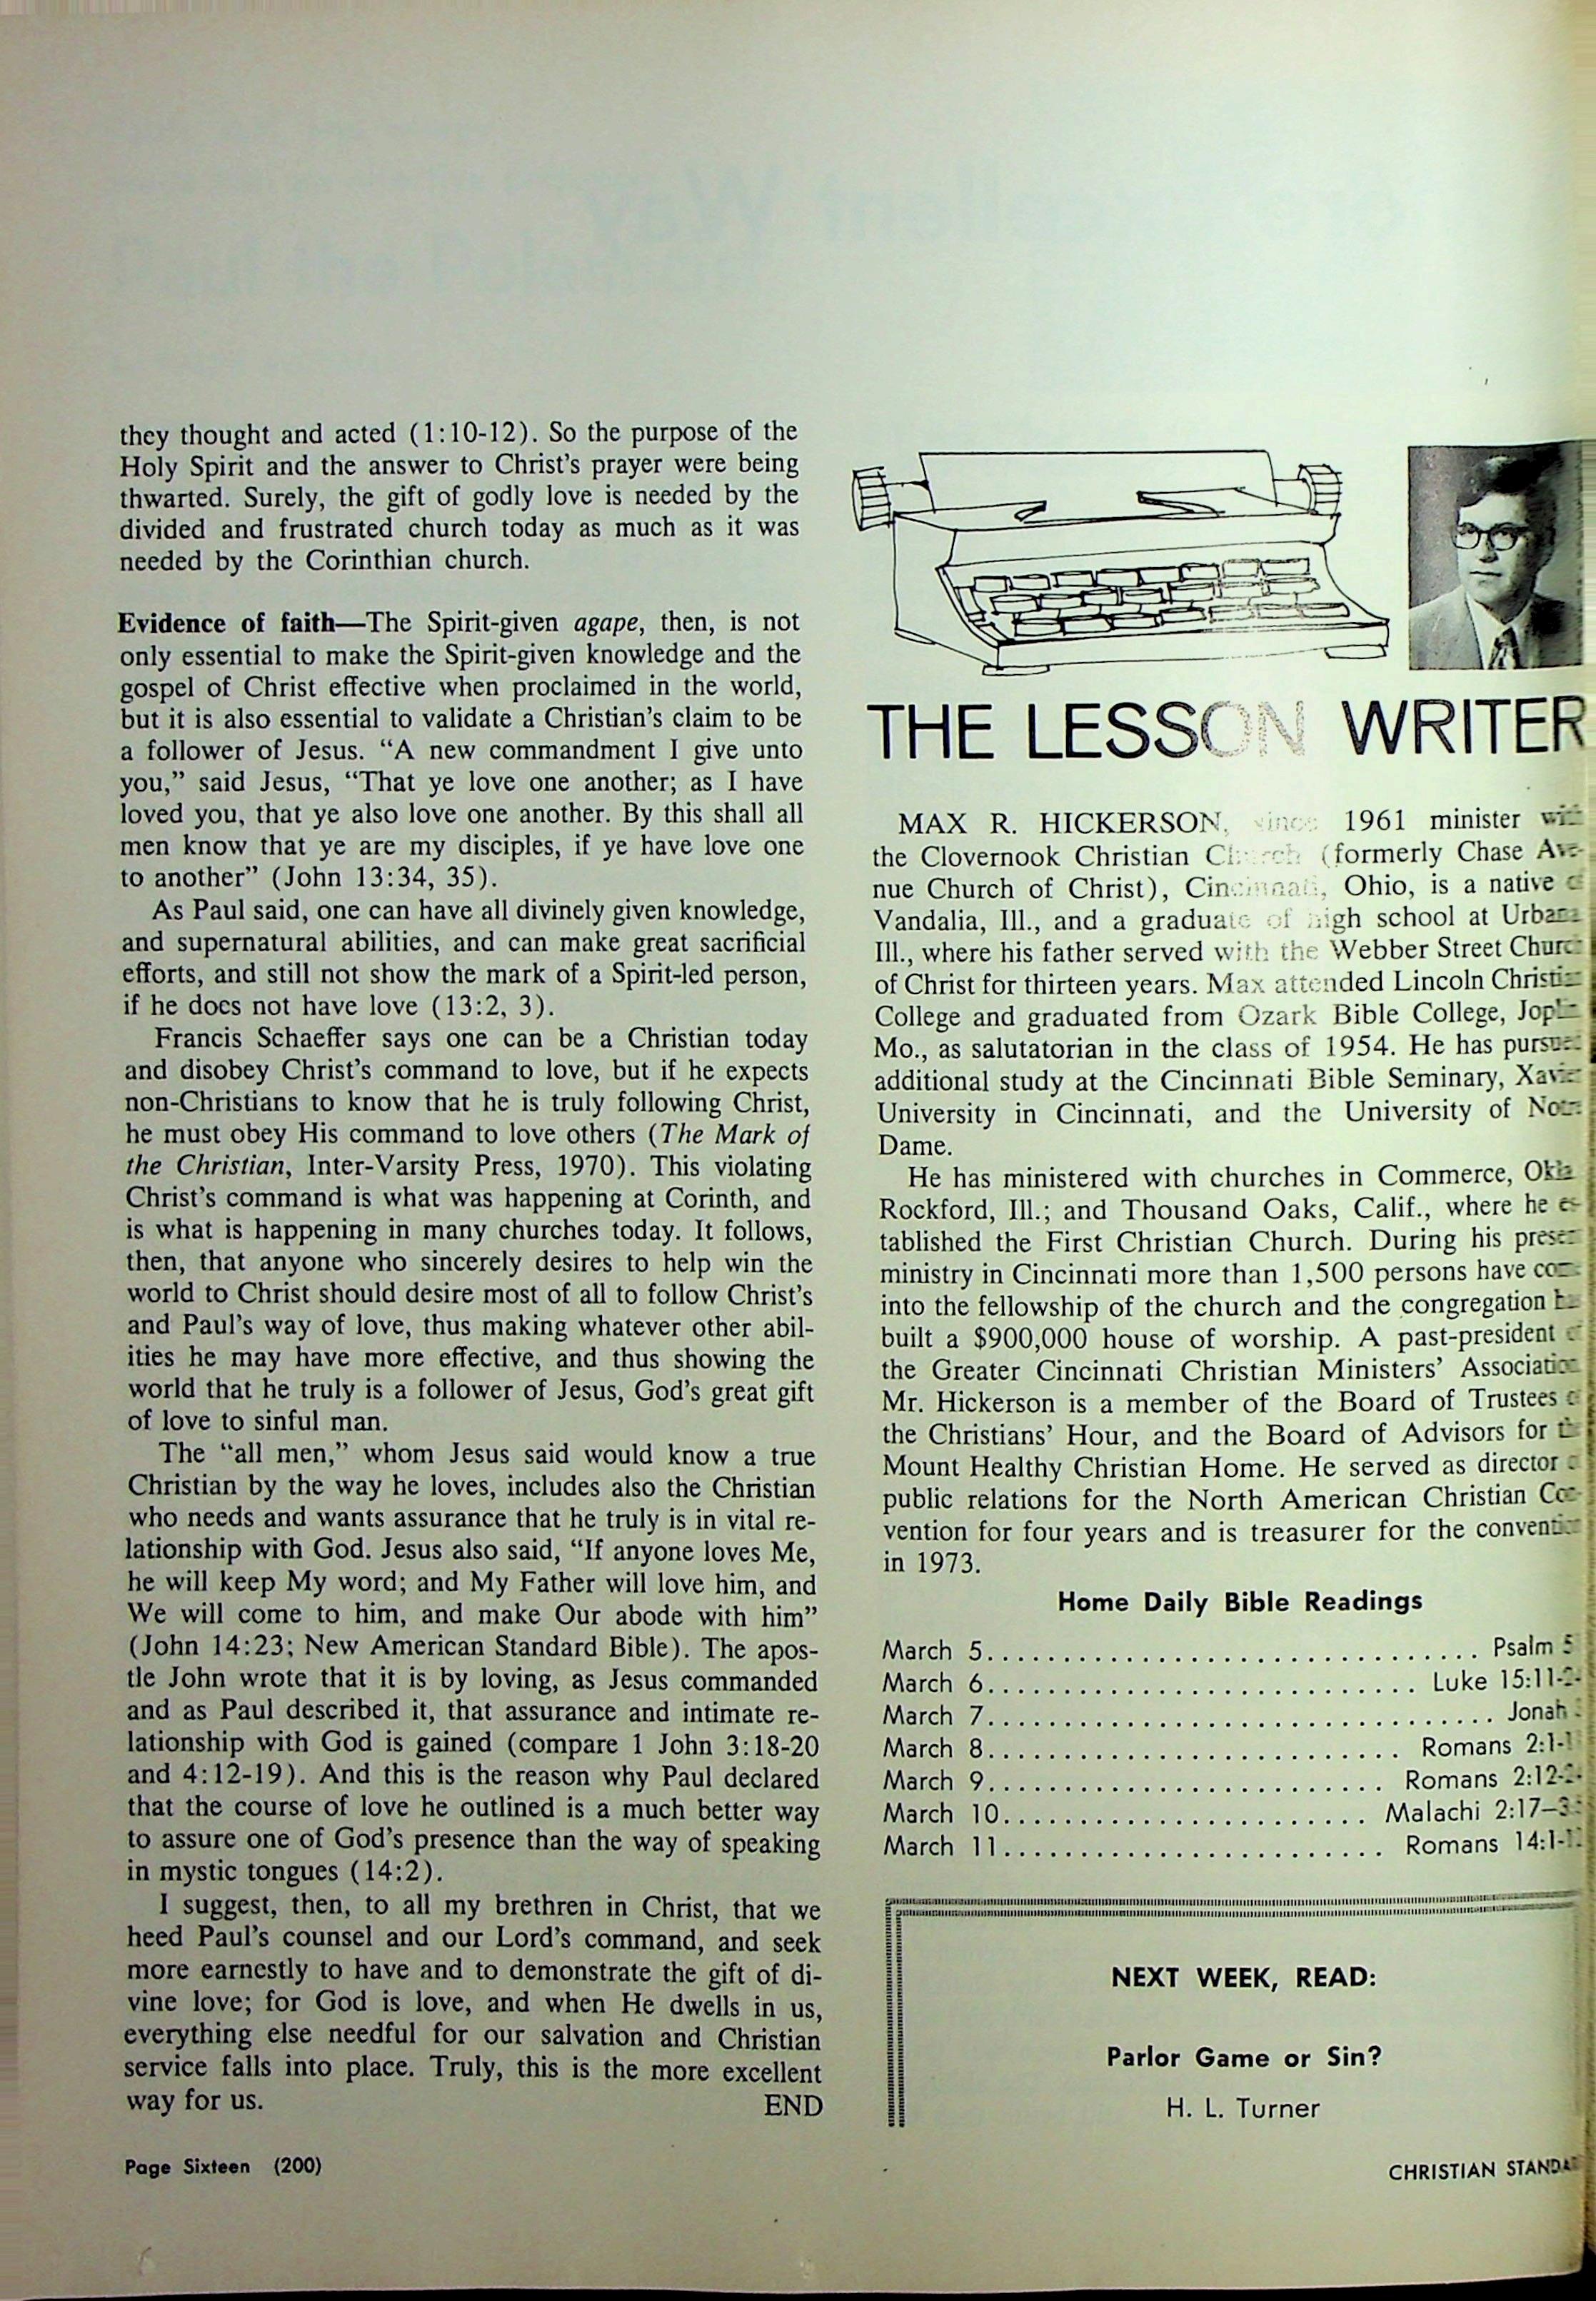 they thought and acted (1:10-12). So the purpose of the
Holy Spirit and the answer to Christ's prayer were being
thwarted. Surely, the gift of godly love is needed by the
divided and frustrated church today as much as it was
needed by the Corinthian church.
Evidence of faith—The Spirit-given agape, then, is not
only essential to make the Spirit-given knowledge and the
gospel of Christ effective when proclaimed in the world,
but it is also essential to validate a Christian's claim to be
a follower of Jesus. “A new commandment I give unto
you,” said Jesus, “That ye love one another; as I have
loved you, that ye also love one another. By this shall all
men know that ye are my disciples, if ye have love one
to another” (John 13:34, 35).
As Paul said, one can have all divinely given knowledge,
and supernatural abilities, and can make great sacrificial
efforts, and still not show the mark of a Spirit-led person,
if he does not have love (13:2, 3).
Francis Schaeffer says one can be a Christian today
and disobey Christ's command to love, but if he expects
non-Christians to know that he is truly following Christ,
he must obey His command to love others (The Mark of
the Christian, Inter-Varsity Press, 1970). This violating
Christ's command is what was happening at Corinth, and
is what is happening in many churches today. It follows,
then, that anyone who sincerely desires to help win the
world to Christ should desire most of all to follow Christ's
and Paul's way of love, thus making whatever other abil-
ities he may have more effective, and thus showing the
world that he truly is a follower of Jesus, God's great gift
of love to sinful man.
The “all men,” whom Jesus said would know a true
Christian by the way he loves, includes also the Christian
who needs and wants assurance that he truly is in vital re-
lationship with God. Jesus also said, “If anyone loves Me,
he will keep My word; and My Father will love him, and
We will come to him, and make Our abode with him”
(John 14:23; New American Standard Bible). The apos-
tle John wrote that it is by loving, as Jesus commanded
and as Paul described it, that assurance and intimate re-
lationship with God is gained (compare 1 John 3:18-20
and 4:12-19). And this is the reason why Paul declared
that the course of love he outlined is a much better way
to assure one of God's presence than the way of speaking
in mystic tongues (14:2).
I suggest, then, to all my brethren in Christ, that we
heed Paul's counsel and our Lord's command, and seek
more earnestly to have and to demonstrate the gift of di-
vine love; for God is love, and when He dwells in us,
everything else needful for our salvation and Christian
service falls into place. Truly, this is the more excellent
way for us. END
Page Sixteen (200)
THE LESSON WRITER
MAX R. HICKERSON, since 1961 minister with
the Clovernook Christian Church (formerly Chase Ave-
nue Church of Christ), Cincinnati, Ohio, is a native of
Vandalia, Ill., and a graduate of high school at Urbana
Ill., where his father served with the Webber Street Church
of Christ for thirteen years. Max attended Lincoln Christian
College and graduated from Ozark Bible College, Joplin
Mo., as salutatorian in the class of 1954. He has pursued
additional study at the Cincinnati Bible Seminary, Xavier
University in Cincinnati, and the University of Notre
Dame.
He has ministered with churches in Commerce, Okla
Rockford, Ill.; and Thousand Oaks, Calif., where he es-
tablished the First Christian Church. During his present
ministry in Cincinnati more than 1,500 persons have come
into the fellowship of the church and the congregation
built a $900,000 house of worship. A past-president of
the Greater Cincinnati Christian Ministers' Association
Mr. Hickerson is a member of the Board of Trustees of
the Christians' Hour, and the Board of Advisors for the
Mount Healthy Christian Home. He served as director of
public relations for the North American Christian Con-
vention for four years and is treasurer for the convention
in 1973.
Home Daily Bible Readings
March 5................................ Psalm
March 6............................ Luke
March 7................................. Jonah
March 8........................... Romans
March 9.......................... Romans
March 10........................ Malachi
March 11......................... Romans
NEXT WEEK, READ:
Parlor Game or Sin?
H. L. Turner
CHRISTIAN